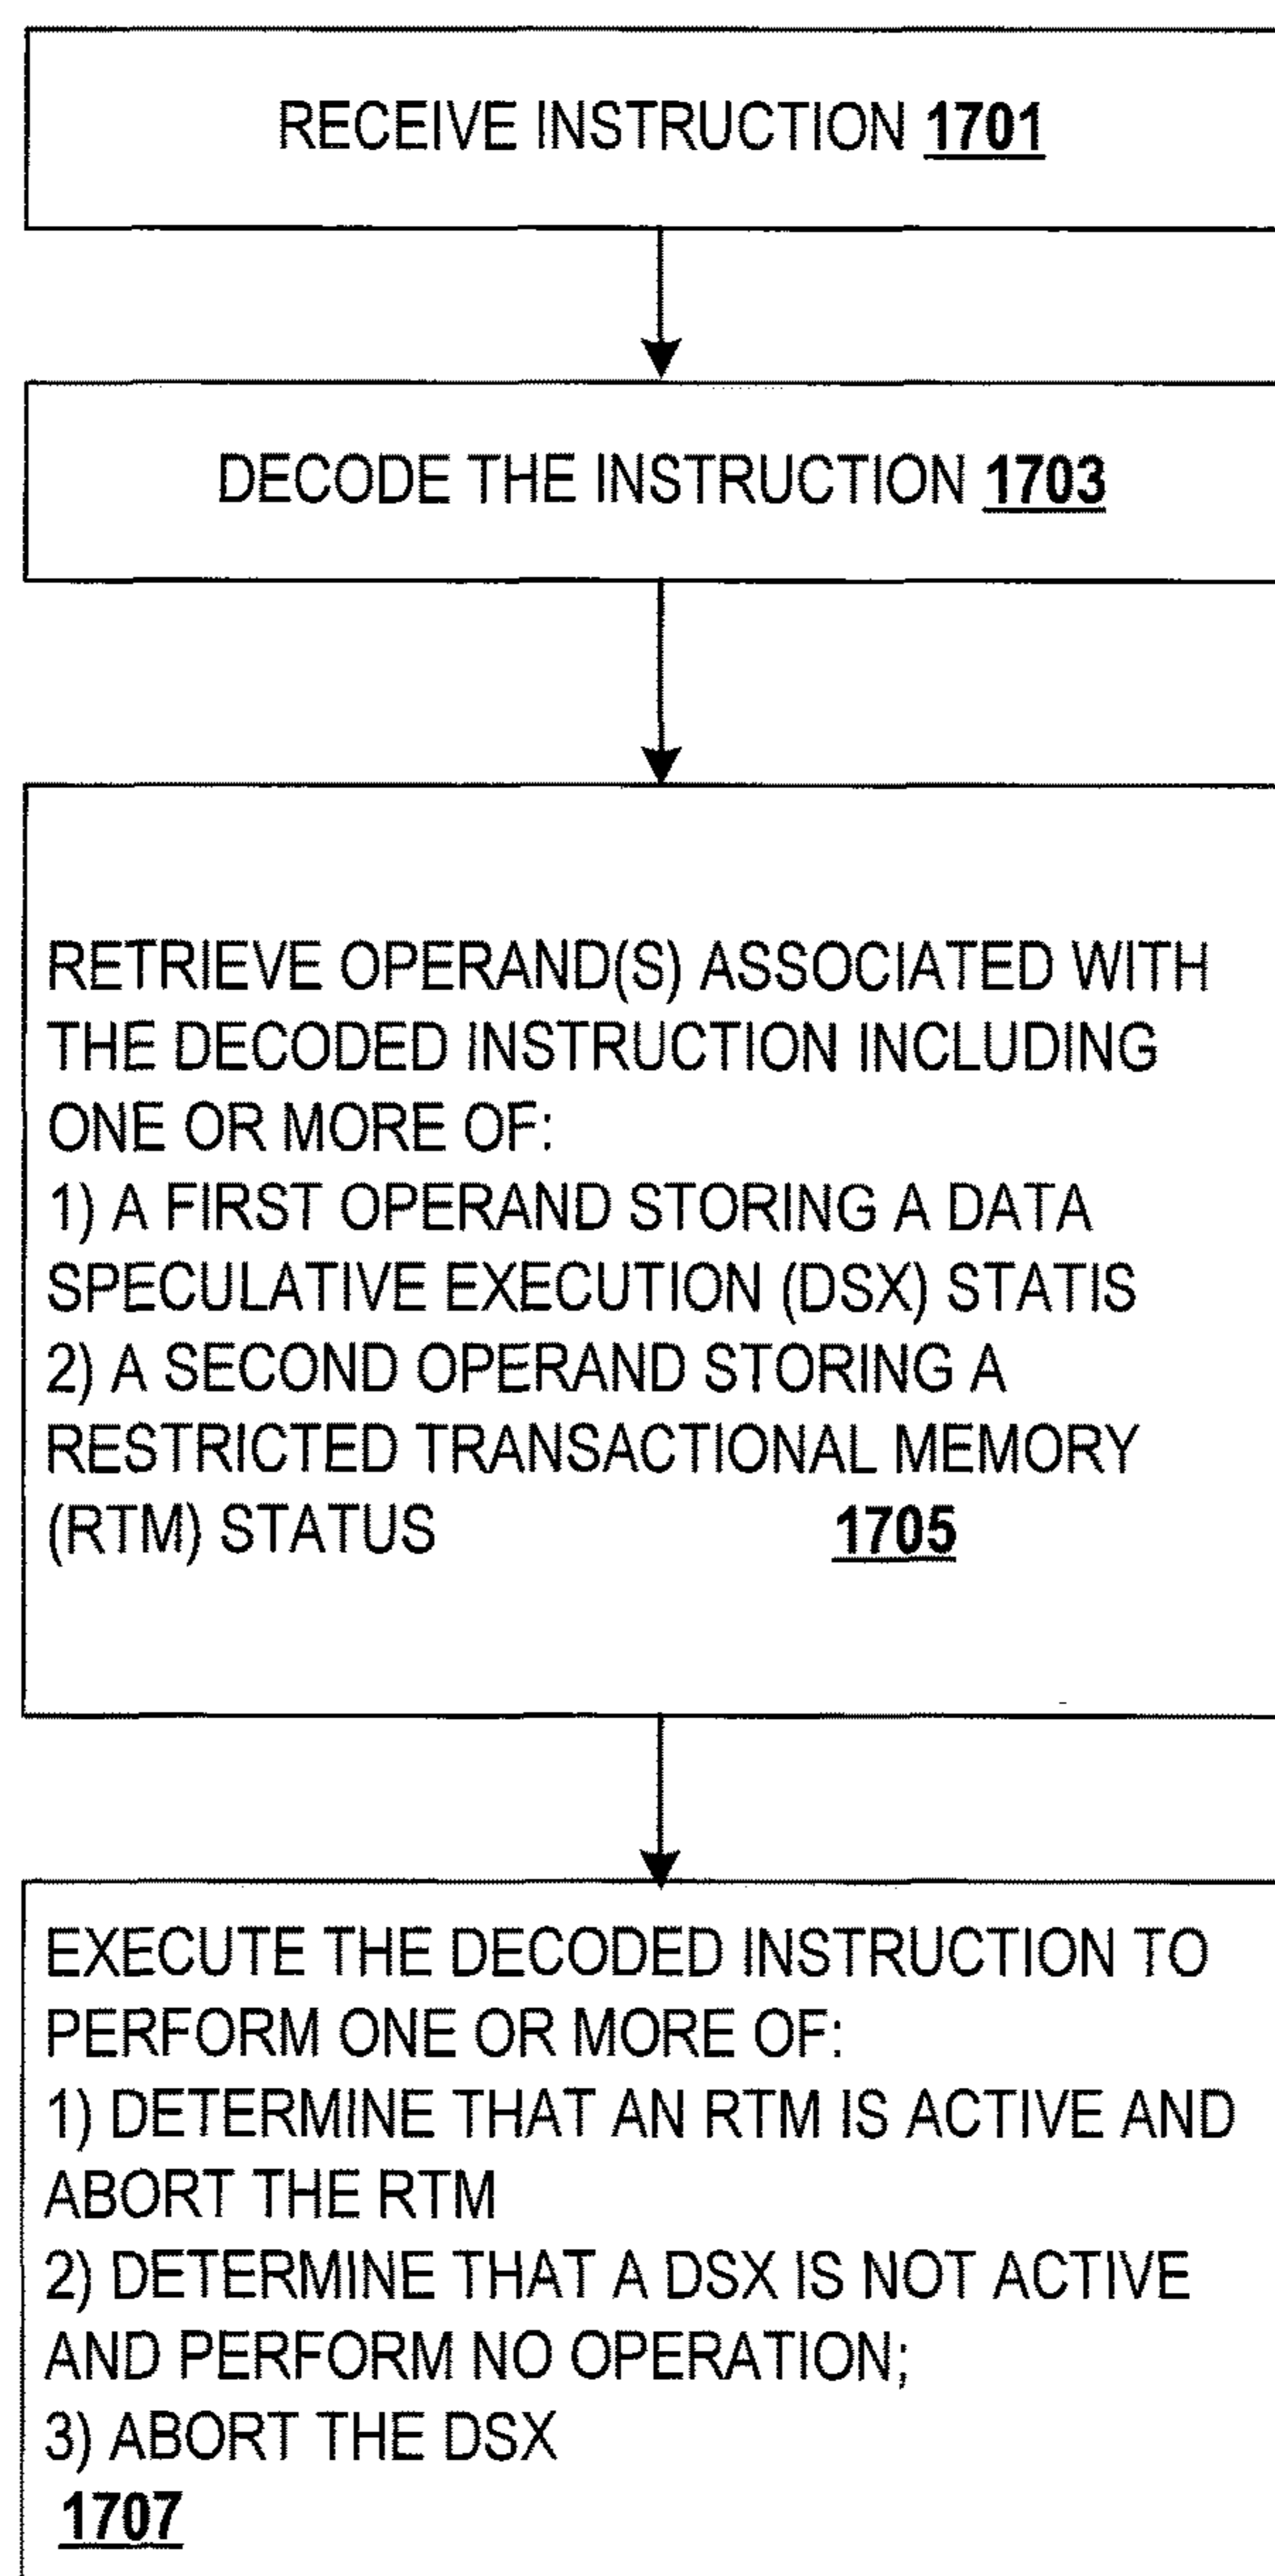 RECEIVE INSTRUCTION 1701
DECODE THE INSTRUCTION 1703
RETRIEVE OPERAND(S) ASSOCIATED WITH
THE DECODED INSTRUCTION INCLUDING
ONE OR MORE OF:
1) A FIRST OPERAND STORING A DATA
SPECULATIVE EXECUTION (DSX) STATIS
2) A SECOND OPERAND STORING A
RESTRICTED TRANSACTIONAL MEMORY
(RTM) STATUS 1705
EXECUTE THE DECODED INSTRUCTION TO
PERFORM ONE OR MORE OF:
1) DETERMINE THAT AN RTM IS ACTIVE AND
ABORT THE RTM
2) DETERMINE THAT A DSX IS NOT ACTIVE
AND PERFORM NO OPERATION;
3) ABORT THE DSX
1707